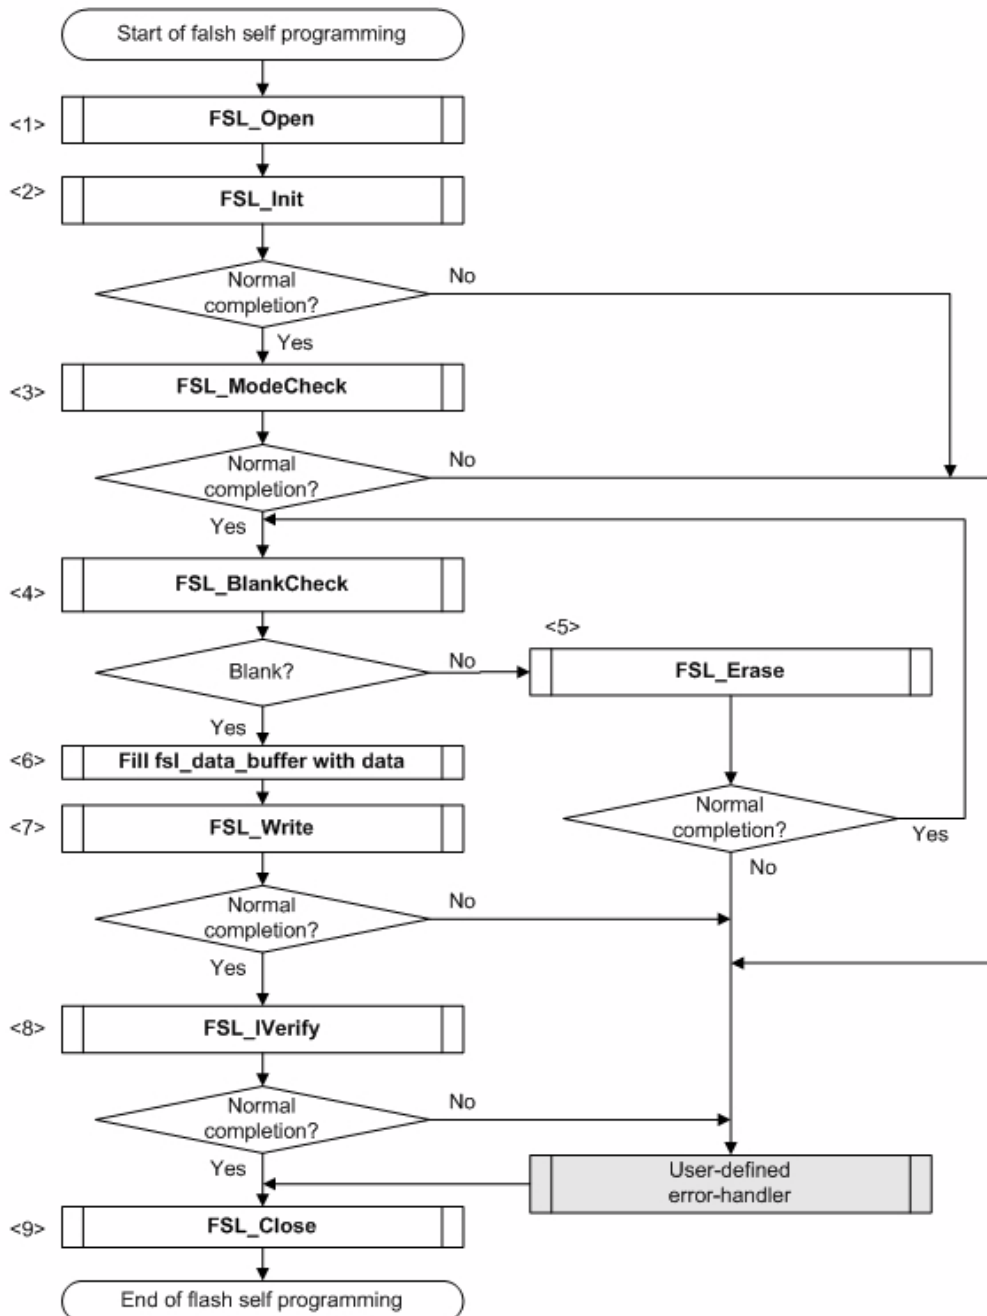 Start of falsh self programming
<1>
FSL_Open
<2>
FSL_Init
Normal
completion?
No
Yes
<3>
FSL_ModeCheck
Normal
completion?
No
Yes
<4>
FSL_BlankCheck
Blank?
No
<5>
FSL_Erase
Normal
completion?
Yes
No
Yes
<6>
Fill fsl_data_buffer with data
<7>
FSL_Write
Normal
completion?
No
Yes
<8>
FSL_IVerify
Normal
completion?
No
Yes
User-defined
error-handler
<9>
FSL_Close
End of flash self programming